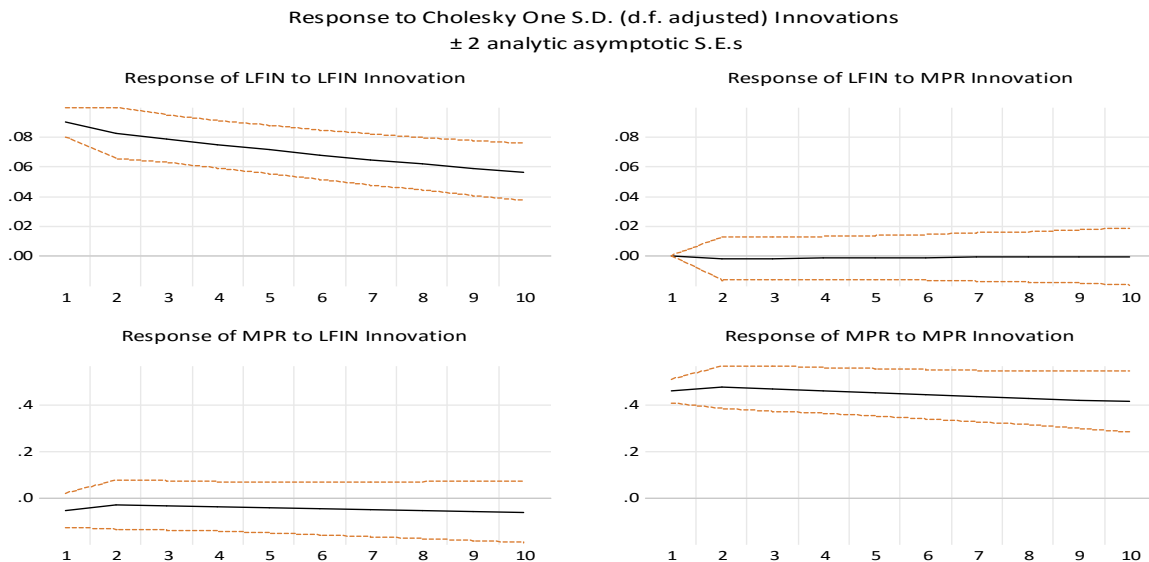 Response to Cholesky One S.D. (d.f. adjusted) Innovations
± 2 analytic asymptotic S.E.s
Response of LFIN to LFIN Innovation
.08
.06
.04
.02
.00
1 2 3 4 5 6 7 8 9 10
Response of LFIN to MPR Innovation
.08
.06
.04
.02
.00
1 2 3 4 5 6 7 8 9 10
Response of MPR to LFIN Innovation
.4
.2
.0
1 2 3 4 5 6 7 8 9 10
Response of MPR to MPR Innovation
.4
.2
.0
1 2 3 4 5 6 7 8 9 10